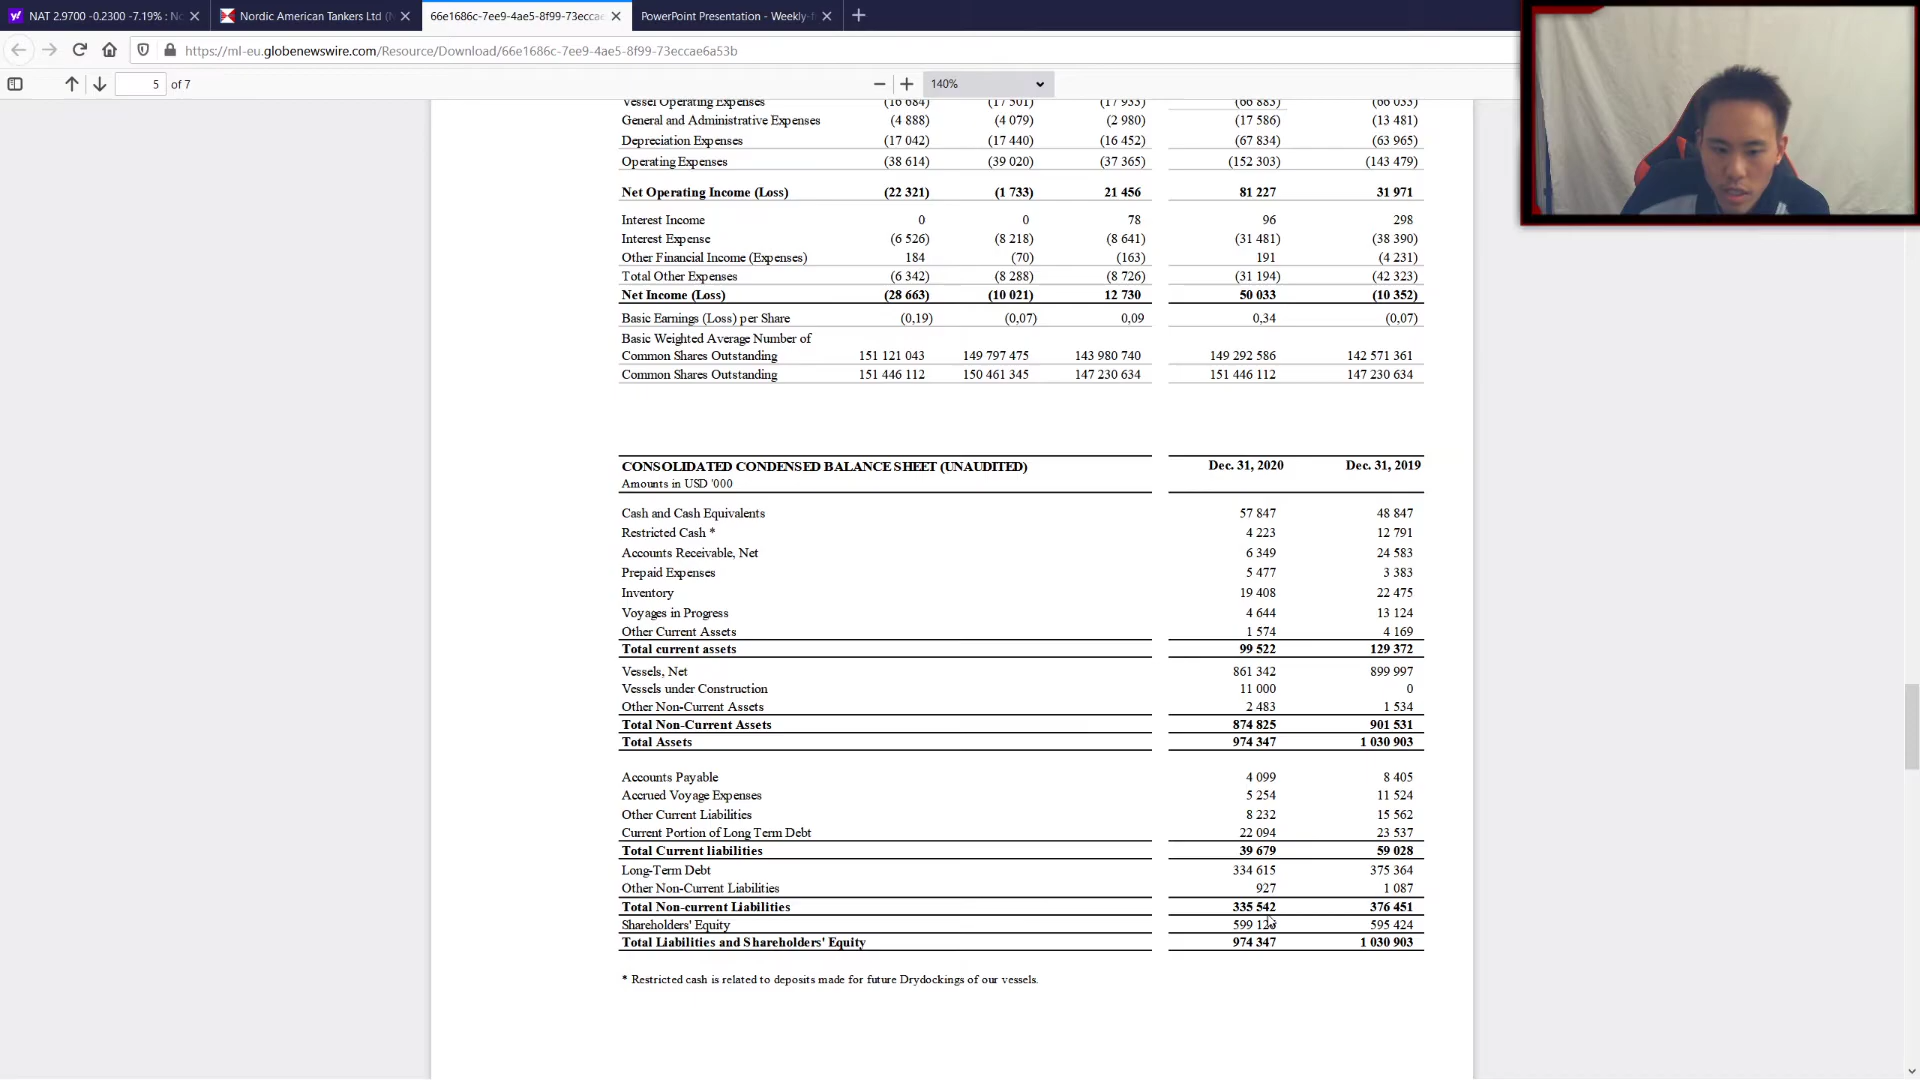 NAT 2.9700 -0.2300 -7.19% : N
Nordic American Tankers Ltd (
66e1686c-7ee9-4ae5-8f99-73ecca
PowerPoint Presentation - Weekly-
https://ml-eu.globenewswire.com/Resource/Download/66e1686c-7ee9-4ae5-8f99-73eccae6a53b
5 of 7
140%
Vessel Operating Expenses (16 684) (17 501) (17 933) (66 883) (66 033)
General and Administrative Expenses (4 888) (4 079) (2 980) (17 586) (13 481)
Depreciation Expenses (17 042) (17 440) (16 452) (67 834) (63 965)
Operating Expenses (38 614) (39 020) (37 365) (152 303) (143 479)
Net Operating Income (Loss) (22 321) (1 733) 21 456 81 227 31 971
Interest Income 0 0 78 96 298
Interest Expense (6 526) (8 218) (8 641) (31 481) (38 390)
Other Financial Income (Expenses) 184 (70) (163) 191 (4 231)
Total Other Expenses (6 342) (8 288) (8 726) (31 194) (42 323)
Net Income (Loss) (28 663) (10 021) 12 730 50 033 (10 352)
Basic Earnings (Loss) per Share (0,19) (0,07) 0,09 0,34 (0,07)
Basic Weighted Average Number of
Common Shares Outstanding 151 121 043 149 797 475 143 980 740 149 292 586 142 571 361
Common Shares Outstanding 151 446 112 150 461 345 147 230 634 151 446 112 147 230 634
CONSOLIDATED CONDENSED BALANCE SHEET (UNAUDITED) Dec. 31, 2020 Dec. 31, 2019
Amounts in USD '000
Cash and Cash Equivalents 57 847 48 847
Restricted Cash * 4 223 12 791
Accounts Receivable, Net 6 349 24 583
Prepaid Expenses 5 477 3 383
Inventory 19 408 22 475
Voyages in Progress 4 644 13 124
Other Current Assets 1 574 4 169
Total current assets 99 522 129 372
Vessels, Net 861 342 899 997
Vessels under Construction 11 000 0
Other Non-Current Assets 2 483 1 534
Total Non-Current Assets 874 825 901 531
Total Assets 974 347 1 030 903
Accounts Payable 4 099 8 405
Accrued Voyage Expenses 5 254 11 524
Other Current Liabilities 8 232 15 562
Current Portion of Long Term Debt 22 094 23 537
Total Current liabilities 39 679 59 028
Long-Term Debt 334 615 375 364
Other Non-Current Liabilities 927 1 087
Total Non-current Liabilities 335 542 376 451
Shareholders' Equity 599 595 424
Total Liabilities and Shareholders' Equity 974 347 1 030 903
* Restricted cash is related to deposits made for future Drydockings of our vessels.